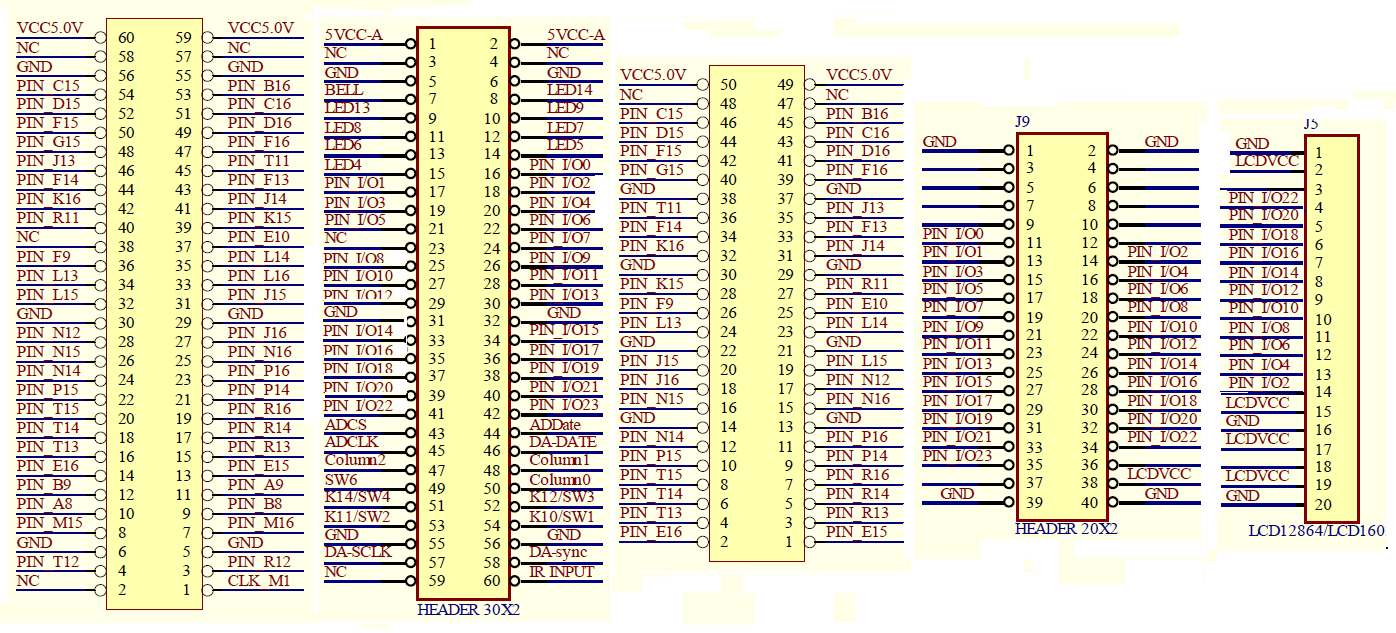 VCC5.0V 60 59 VCC5.0V
NC 58 57 NC
GND 56 55 GND
PIN_C15 54 53 PIN_B16
PIN_D15 52 51 PIN_C16
PIN_F15 50 49 PIN_D16
PIN_G15 48 47 PIN_F16
PIN_J13 46 45 PIN_T11
PIN_F14 44 43 PIN_F13
PIN_K16 42 41 PIN_J14
PIN_R11 40 39 PIN_K15
NC 38 37 PIN_E10
PIN_F9 36 35 PIN_L14
PIN_L13 34 33 PIN_L16
PIN_L15 32 31 PIN_J15
GND 30 29 GND
PIN_N12 28 27 PIN_J16
PIN_N15 26 25 PIN_N16
PIN_N14 24 23 PIN_P16
PIN_P15 22 21 PIN_P14
PIN_T15 20 19 PIN_R16
PIN_T14 18 17 PIN_R14
PIN_T13 16 15 PIN_R13
PIN_E16 14 13 PIN_E15
PIN_B9 12 11 PIN_A9
PIN_A8 10 9 PIN_B8
PIN_M15 8 7 PIN_M16
GND 6 5 GND
PIN_T12 4 3 PIN_R12
NC 2 1 CLK_M1
5VCC-A 1 2 5VCC-A
NC 3 4 NC
GND 5 6 GND
BELL 7 8 LED14
LED13 9 10 LED9
LED8 11 12 LED7
LED6 13 14 LED5
LED4 15 16 PIN_I/O0
PIN_I/O1 17 18 PIN_I/O2
PIN_I/O3 19 20 PIN_I/O4
PIN_I/O5 21 22 PIN_I/O6
NC 23 24 PIN_I/O7
PIN_I/O8 25 26 PIN_I/O9
PIN_I/O10 27 28 PIN_I/O11
PIN_I/O12 29 30 PIN_I/O13
GND 31 32 GND
PIN_I/O14 33 34 PIN_I/O15
PIN_I/O16 35 36 PIN_I/O17
PIN_I/O18 37 38 PIN_I/O19
PIN_I/O20 39 40 PIN_I/O21
PIN_I/O22 41 42 PIN_I/O23
ADCS 43 44 ADDate
ADCLK 45 46 DA-DATE
Column2 47 48 Column1
SW6 49 50 Column0
K14/SW4 51 52 K12/SW3
K11/SW2 53 54 K10/SW1
GND 55 56 GND
DA-SCLK 57 58 DA-sync
NC 59 60 IR INPUT
HEADER 30X2
VCC5.0V 50 49 VCC5.0V
NC 48 47 NC
PIN_C15 46 45 PIN_B16
PIN_D15 44 43 PIN_C16
PIN_F15 42 41 PIN_D16
PIN_G15 40 39 PIN_F16
GND 38 37 GND
PIN_T11 36 35 PIN_J13
PIN_F14 34 33 PIN_F13
PIN_K16 32 31 PIN_J14
GND 30 29 GND
PIN_K15 28 27 PIN_R11
PIN_F9 26 25 PIN_E10
PIN_L13 24 23 PIN_L14
GND 22 21 GND
PIN_J15 20 19 PIN_L15
PIN_J16 18 17 PIN_N12
PIN_N15 16 15 PIN_N16
GND 14 13 GND
PIN_N14 12 11 PIN_P16
PIN_P15 10 9 PIN_P14
PIN_T15 8 7 PIN_R16
PIN_T14 6 5 PIN_R14
PIN_T13 4 3 PIN_R13
PIN_E16 2 1 PIN_E15
J9
GND 1 2 GND
3 4
5 6
7 8
9 10
PIN_I/O0 11 12
PIN_I/O1 13 14 PIN_I/O2
PIN_I/O3 15 16 PIN_I/O4
PIN_I/O5 17 18 PIN_I/O6
PIN_I/O7 19 20 PIN_I/O8
PIN_I/O9 21 22 PIN_I/O10
PIN_I/O11 23 24 PIN_I/O12
PIN_I/O13 25 26 PIN_I/O14
PIN_I/O15 27 28 PIN_I/O16
PIN_I/O17 29 30 PIN_I/O18
PIN_I/O19 31 32 PIN_I/O20
PIN_I/O21 33 34 PIN_I/O22
PIN_I/O23 35 36
37 38 LCDVCC
GND 39 40 GND
HEADER 20X2
J5
GND 1
LCDVCC 2
3
PIN_I/O22 4
PIN_I/O20 5
PIN_I/O18 6
PIN_I/O16 7
PIN_I/O14 8
PIN_I/O12 9
PIN_I/O10 10
PIN_I/O8 11
PIN_I/O6 12
PIN_I/O4 13
PIN_I/O2 14
LCDVCC 15
GND 16
LCDVCC 17
18
LCDVCC 19
GND 20
LCD12864/LCD160.